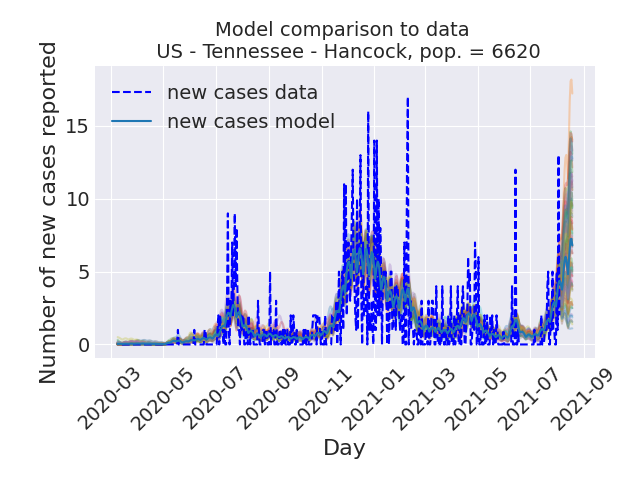 Model comparison to data
US - Tennessee - Hancock, pop. = 6620
Number of new cases reported
new cases data
new cases model
15
10
5
0
2020-03
2020-05
2020-07
2020-09
2020-11
2021-01
2021-03
2021-05
2021-07
2021-09
Day